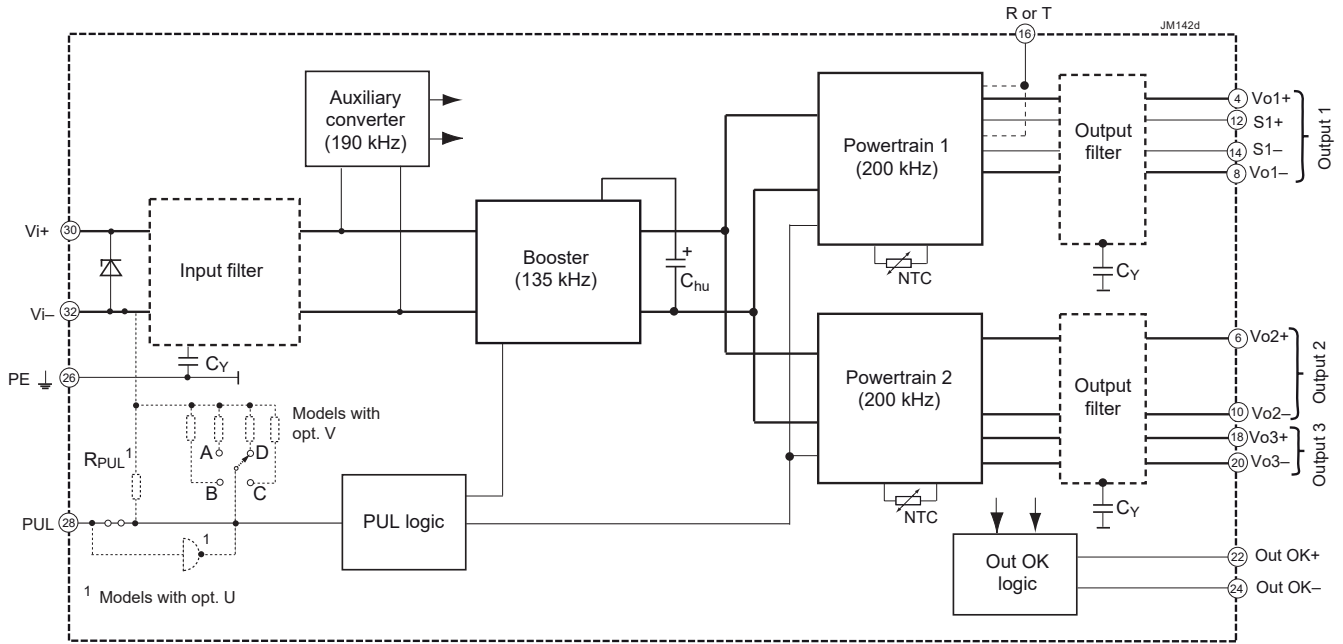 R or T
JM142d
16
Auxiliary
converter
(190 kHz)
Powertrain 1
(200 kHz)
Output
filter
4 Vo1+
12 S1+
14 S1–
8 Vo1–
Output 1
Vi+ 30
Input filter
Booster
(135 kHz)
+
Chu
NTC
CY
Vi– 32
CY
PE 26
Powertrain 2
(200 kHz)
Output
filter
6 Vo2+
10 Vo2–
Output 2
18 Vo3+
20 Vo3–
Output 3
Models with
opt. V
A
D
B
C
RPUL1
PUL 28
PUL logic
NTC
CY
1
1 Models with opt. U
Out OK
logic
22 Out OK+
24 Out OK–